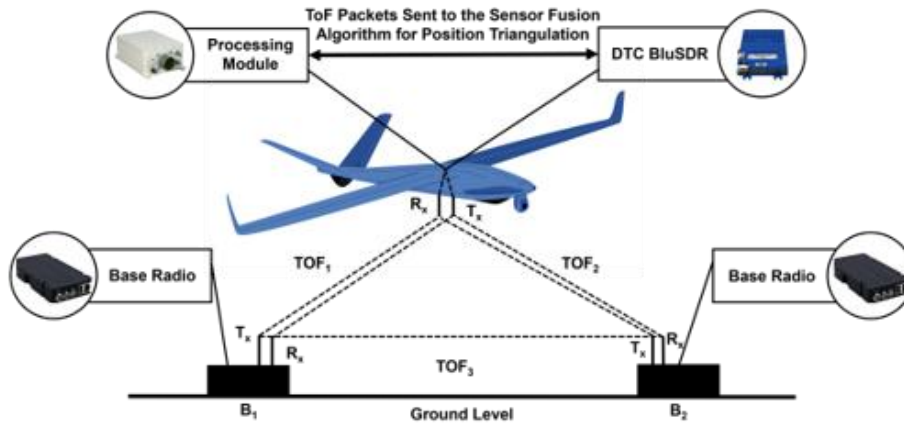 ToF Packets Sent to the Sensor Fusion
Algorithm for Position Triangulation
Processing
Module
DTC BluSDR
Rx
Tx
TOF1
TOF2
Base Radio
Base Radio
Tx
Rx
Tx
Rx
TOF3
B1
Ground Level
B2